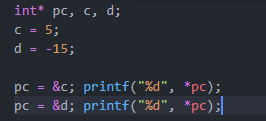 int* pc, c, d;
c = 5;
d = -15;
pc = &c; printf("%d", *pc);
pc = &d; printf("%d", *pc);